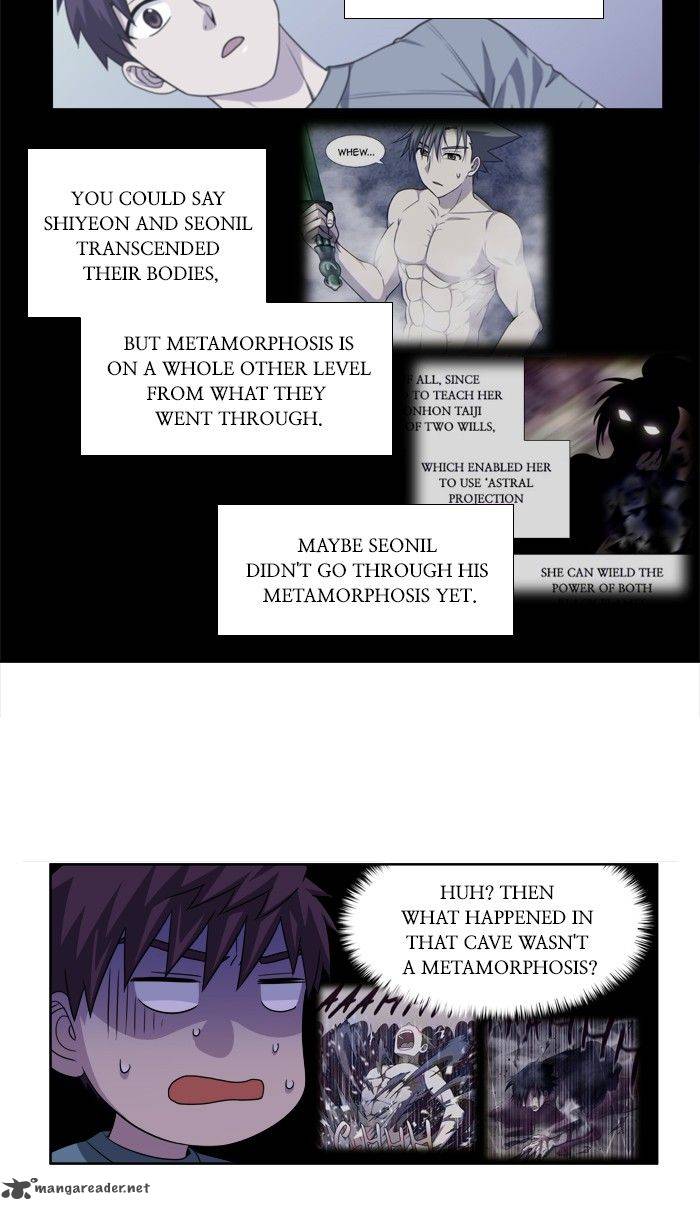 WHEW...
YOU COULD SAY
SHIYEON AND SEONIL
TRANSCENDED
THEIR BODIES,
BUT METAMORPHOSIS IS
ON A WHOLE OTHER LEVEL
FROM WHAT THEY
WENT THROUGH.
ALL, SINCE
TO TEACH HER
ONHON TAIJI
OF TWO WILLS,
WHICH ENABLED HER
TO USE 'ASTRAL
PROJECTION
MAYBE SEONIL
DIDN'T GO THROUGH HIS
METAMORPHOSIS YET.
SHE CAN WIELD THE
POWER OF BOTH
HUH? THEN
WHAT HAPPENED IN
THAT CAVE WASN'T
A METAMORPHOSIS?
mangareader.net